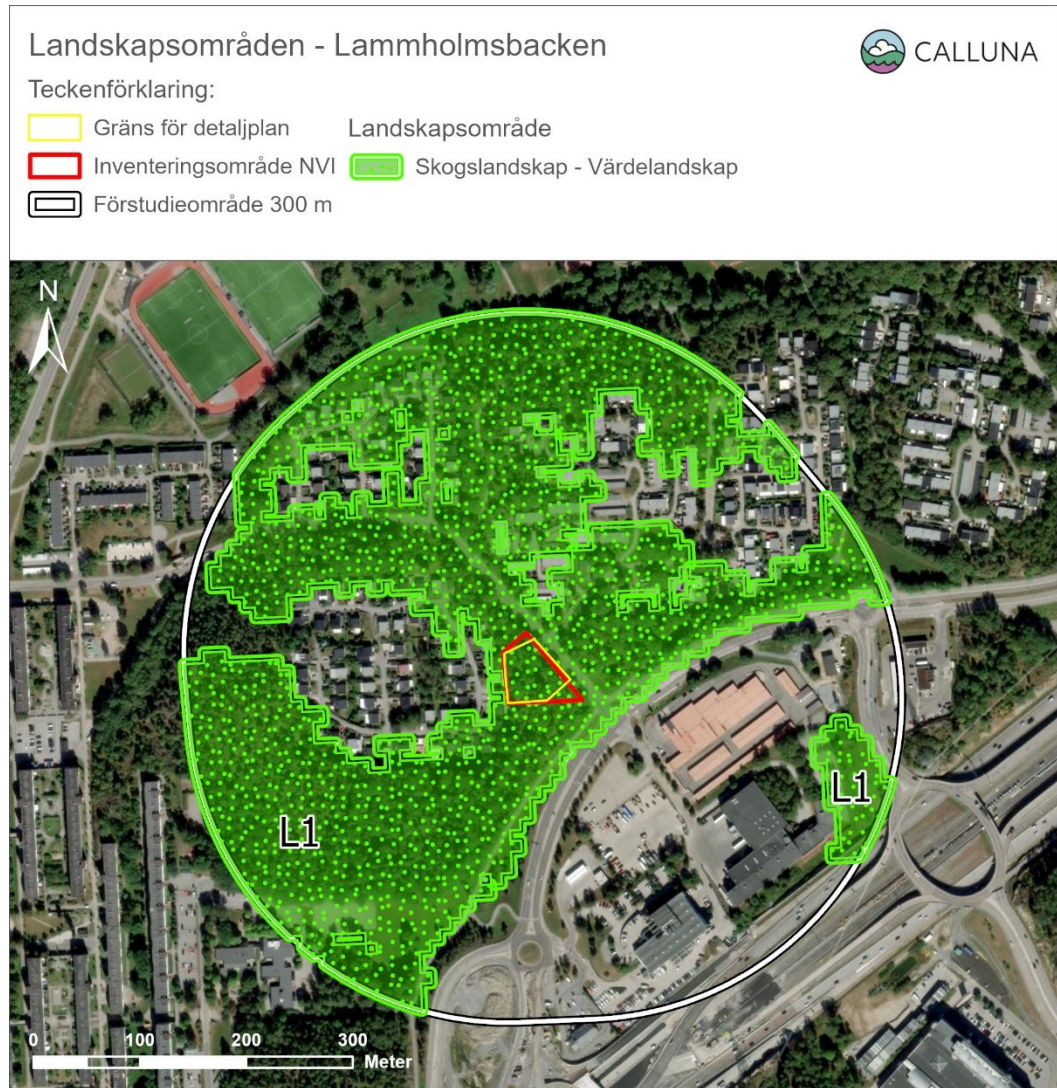 Landskapsområden - Lammholmsbacken
CALLUNA
Teckenförklaring:
Gräns för detaljplan
Landskapsområde
Inventeringsområde NVI
Skogslandskap - Värdelandskap
Förstudieområde 300 m
N
L1
L1
0 100 200 300
Meter